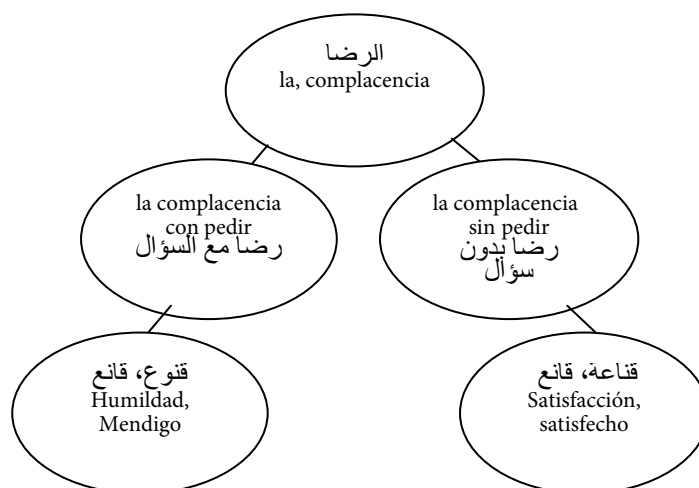 الرضا
la, complacencia
la complacencia
con pedir
رضا مع السؤال
la complacencia
sin pedir
رضا بدون
سؤال
قنوع، قانع
Humildad,
Mendigo
قناعة، قانع
Satisfacción,
satisfecho